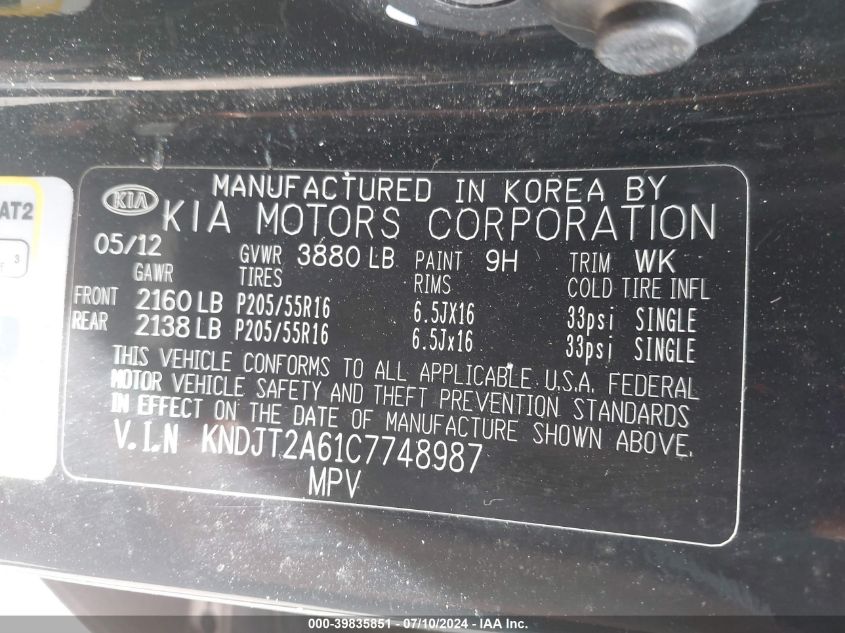 AT2
3
KIA MANUFACTURED IN KOREA BY
KIA MOTORS CORPORATION
05/12 GVWR 3880 LB PAINT 9H TRIM WK
GAWR TIRES RIMS COLD TIRE INFL
FRONT 2160 LB P205/55R16 6.5JX16 33psi SINGLE
REAR 2138 LB P205/55R16 6.5Jx16 33psi SINGLE
THIS VEHICLE CONFORMS TO ALL APPLICABLE U.S.A. FEDERAL
MOTOR VEHICLE SAFETY AND THEFT PREVENTION STANDARDS
IN EFFECT ON THE DATE OF MANUFACTURE SHOWN ABOVE.
V.I.N KNDJT2A61C7748987
MPV
000-39835851 - 07/10/2024 - IAA Inc.